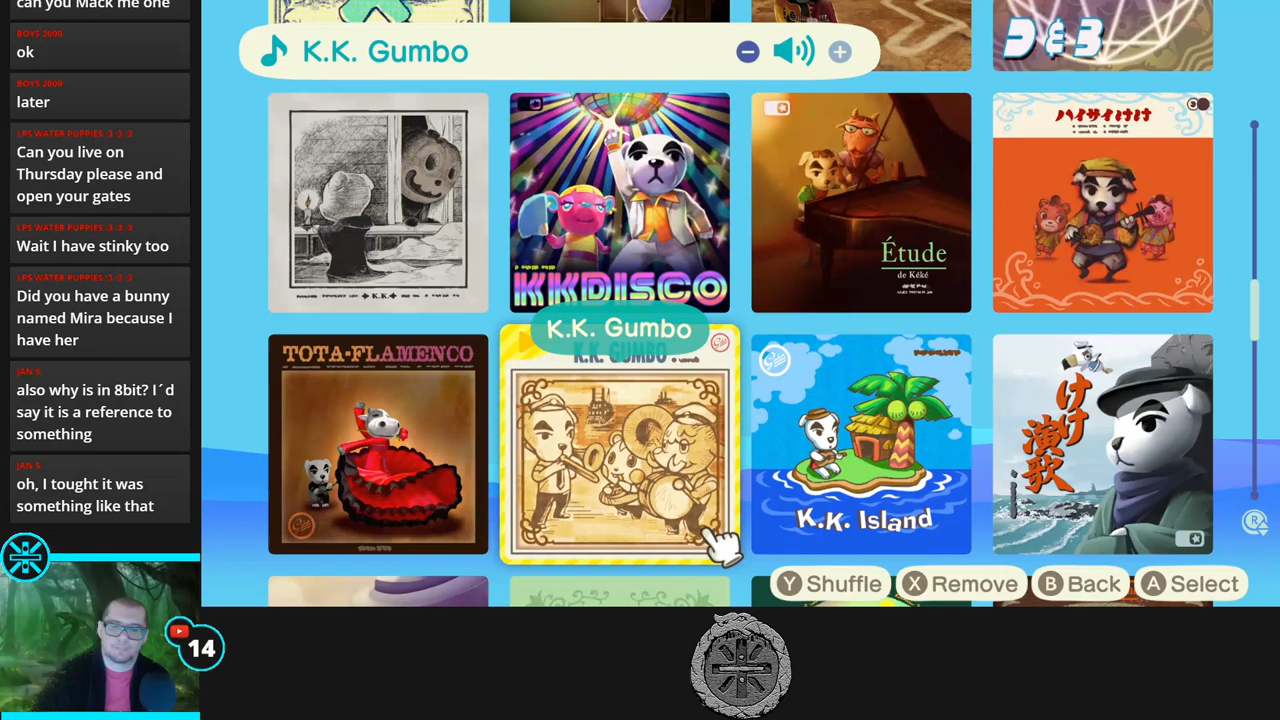 can you Mack me one
BOYS 2009
ok
BOYS 2009
later
LPS WATER PUPPIES :3 :3 :3
Can you live on
Thursday please and
open your gates
LPS WATER PUPPIES :3 :3 :3
Wait I have stinky too
LPS WATER PUPPIES :3 :3 :3
Did you have a bunny
named Mira because I
have her
JAN S
also why is in 8bit? I´d
say it is a reference to
something
JAN S
oh, I tought it was
something like that
14
K.K. Gumbo
D & B
K.K.
KKDISCO
Étude
de Kéké
ハイサイけけ
TOTA-FLAMENCO
K.K. Gumbo
K.K. GUMBO
K.K. Island
けけ
演歌
R
Y Shuffle
X Remove
B Back
A Select